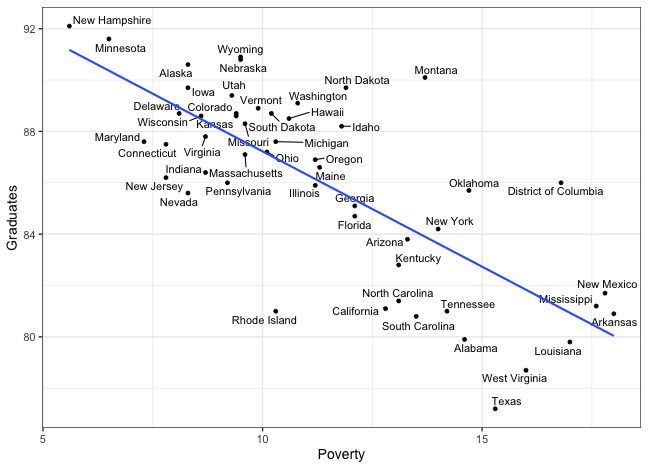 92
88
84
80
Graduates
New Hampshire
Minnesota
Wyoming
Alaska
Nebraska
Montana
North Dakota
Utah
Iowa
Washington
Vermont
Delaware
Colorado
Hawaii
Wisconsin
Kansas
South Dakota
Idaho
Maryland
Missouri
Michigan
Connecticut
Virginia
Ohio
Oregon
Indiana
Massachusetts
Maine
New Jersey
Pennsylvania
Illinois
Oklahoma
District of Columbia
Nevada
Georgia
Florida
New York
Arizona
Kentucky
New Mexico
North Carolina
Mississippi
Tennessee
California
Rhode Island
South Carolina
Arkansas
Alabama
Louisiana
West Virginia
Texas
5
10
15
Poverty